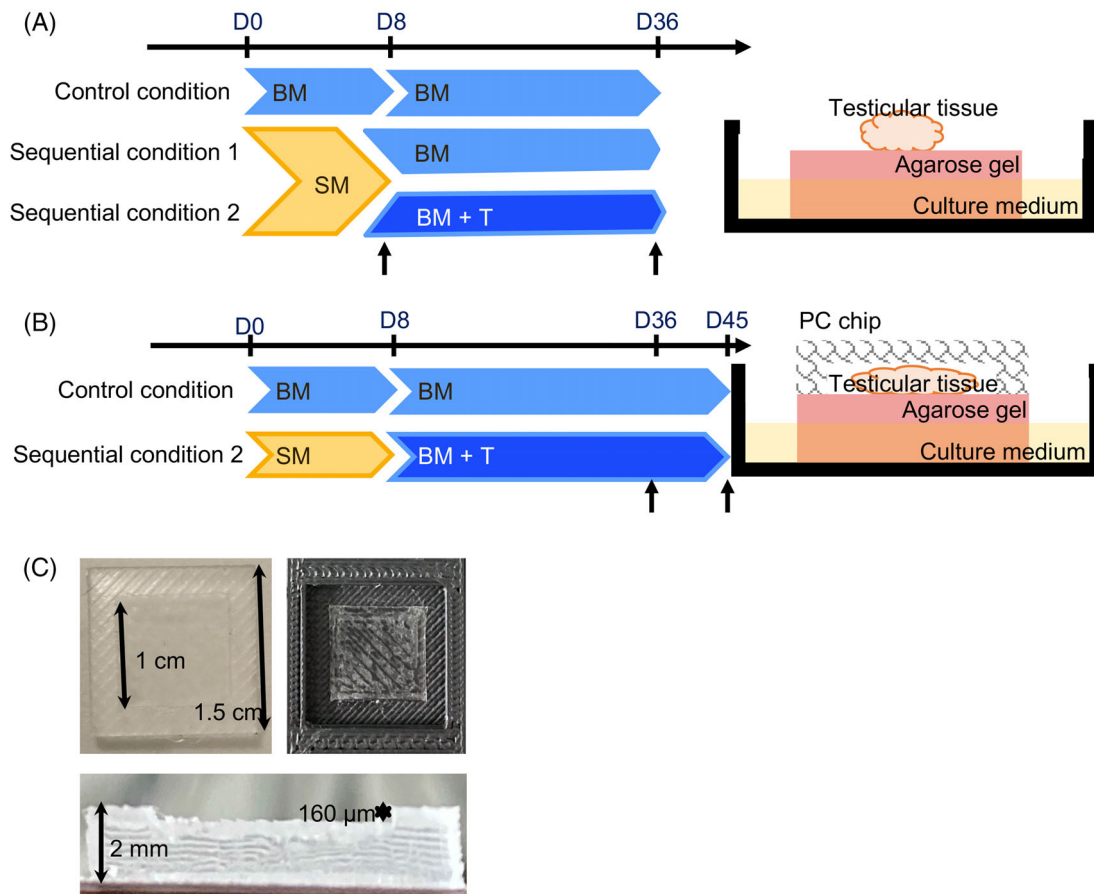 (A)
D0 D8 D36
Control condition BM BM
Sequential condition 1 BM
SM
Sequential condition 2 BM + T
Testicular tissue
Agarose gel
Culture medium
(B)
D0 D8 D36 D45
Control condition BM BM
Sequential condition 2 SM BM + T
PC chip
Testicular tissue
Agarose gel
Culture medium
(C)
1 cm
1.5 cm
160 µm
2 mm